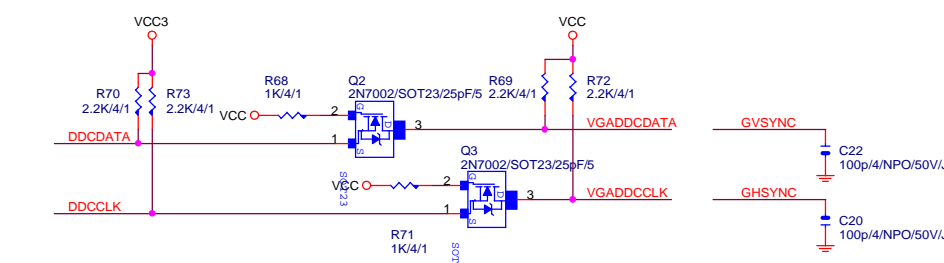 VCC3
VCC
R70
2.2K/4/1
R73
2.2K/4/1
R68
1K/4/1
VCC
Q2
2N7002/SOT23/25pF/5
R69
2.2K/4/1
R72
2.2K/4/1
2
G
D
3
1
S
DDCDATA
VGADDCDATA
GVSYNC
C22
100p/4/NPO/50V/J
Q3
2N7002/SOT23/25pF/5
SOT23
VCC
2
G
D
3
1
S
DDCCLK
VGADDCCLK
GHSYNC
C20
100p/4/NPO/50V/J
R71
1K/4/1
SOT